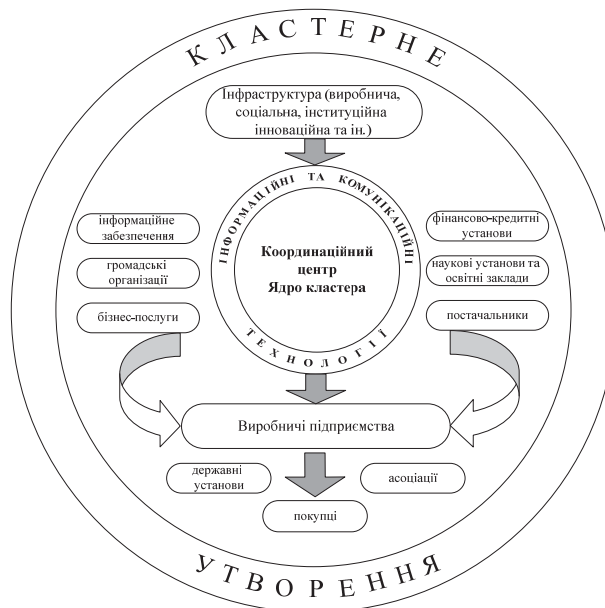 КЛАСТЕРНЕ
Інфраструктура (виробнича,
соціальна, інституційна
інноваційна та ін.)
ІНФОРМАЦІЙНІ ТА КОМУНІКАЦІЙНІ
інформаційне
забезпечення
фінансово-кредитні
установи
Координаційний
центр
Ядро кластера
громадські
організації
наукові установи та
освітні заклади
бізнес-послуги
постачальники
ТЕХНОЛОГІЇ
Виробничі підприємства
державні
установи
асоціації
покупці
УТВОРЕННЯ